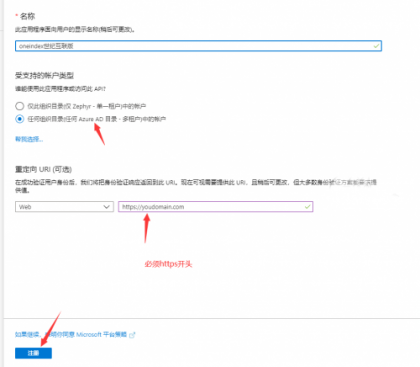 * 名称
此应用程序面向用户的显示名称(稍后可更改)。
oneindex世纪互联版
受支持的帐户类型
谁能使用此应用程序或访问此 API?
仅此组织目录(仅 Zephyr - 单一租户)中的帐户
任何组织目录(任何 Azure AD 目录 - 多租户)中的帐户
帮我选择...
重定向 URI (可选)
在成功验证用户身份后，我们将把身份验证响应返回到此 URI。现在可视需要提供此 URI，且稍后可更改，但大多数身份验证方案都要求提
供值。
Web
https://youdomain.com
必须https开头
如果继续，即同意 Microsoft 平台策略
注册